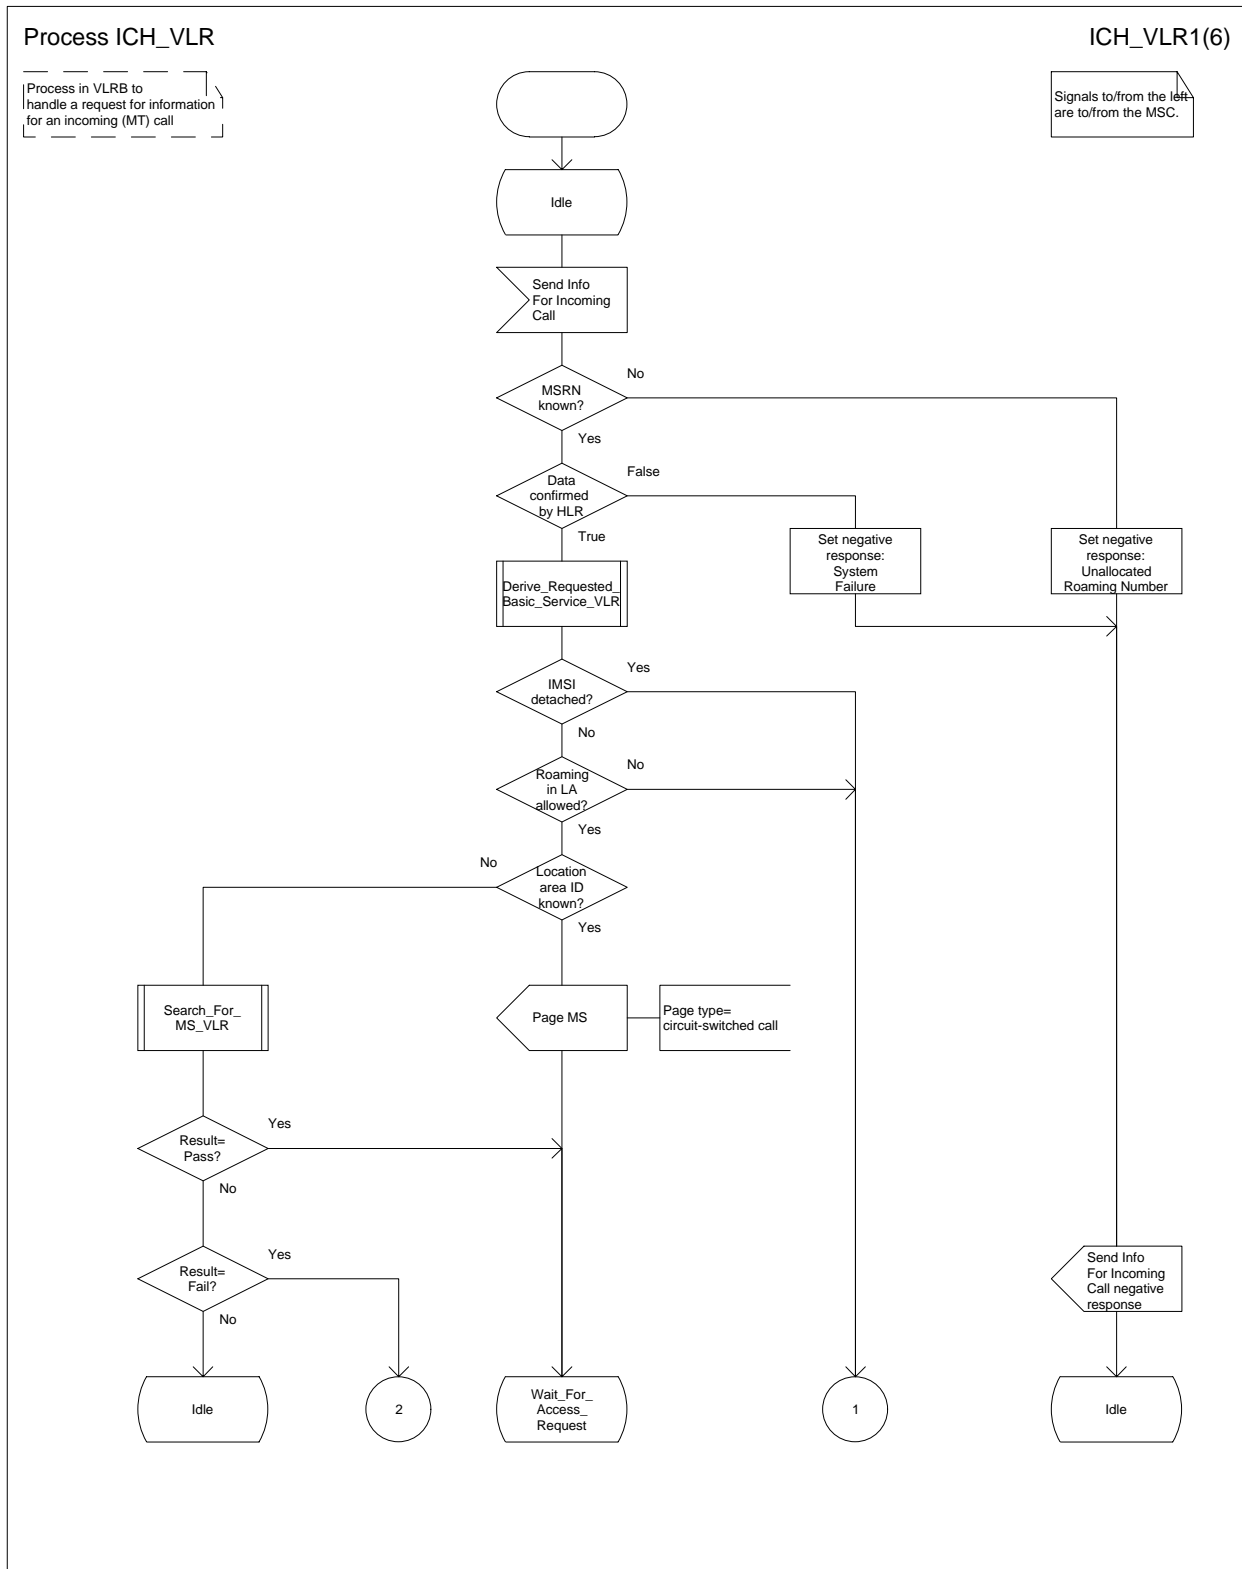 Process ICH_VLR
ICH_VLR1(6)
Process in VLRB to
handle a request for information
for an incoming (MT) call
Signals to/from the left
are to/from the MSC.
Idle
Send Info
For Incoming
Call
MSRN
known?
No
Yes
Data
confirmed
by HLR
False
True
Set negative
response:
System
Failure
Set negative
response:
Unallocated
Roaming Number
Derive_Requested_
Basic_Service_VLR
IMSI
detached?
Yes
No
Roaming
in LA
allowed?
No
Yes
Location
area ID
known?
No
Yes
Search_For_
MS_VLR
Page MS
Page type=
circuit-switched call
Result=
Pass?
Yes
No
Result=
Fail?
Yes
No
Send Info
For Incoming
Call negative
response
Idle
2
Wait_For_
Access_
Request
1
Idle